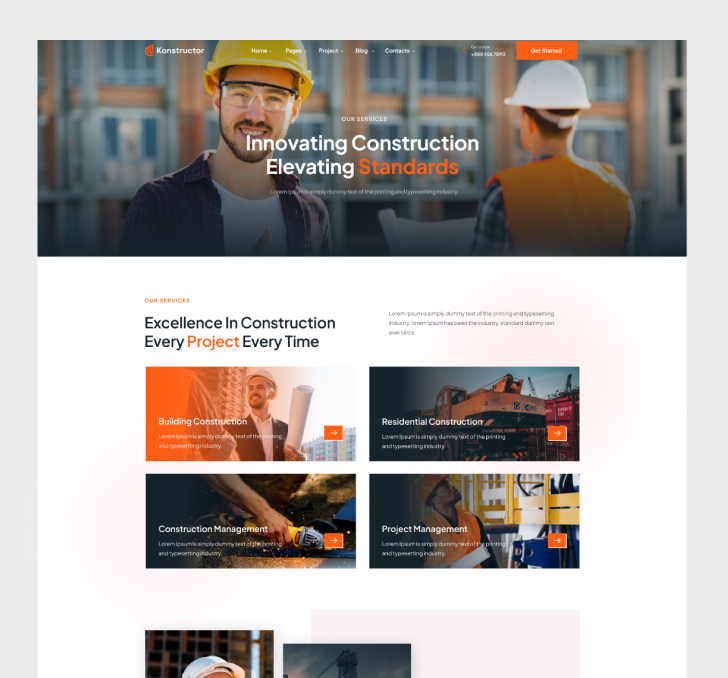 Konstructor
Home
Pages
Project
Blog
Contacts
+888 456 7890
Get Started
OUR SERVICES
Innovating Construction
Elevating Standards
Lorem Ipsum is simply dummy text of the printing and typesetting industry.
OUR SERVICES
Excellence In Construction
Every Project Every Time
Lorem Ipsum is simply dummy text of the printing and typesetting
industry. lorem Ipsum has been the industry standard dummy text
ever since.
Building Construction
Lorem Ipsum is simply dummy text of the printing
and typesetting industry.
Residential Construction
Lorem Ipsum is simply dummy text of the printing
and typesetting industry.
Construction Management
Lorem Ipsum is simply dummy text of the printing
and typesetting industry.
Project Management
Lorem Ipsum is simply dummy text of the printing
and typesetting industry.